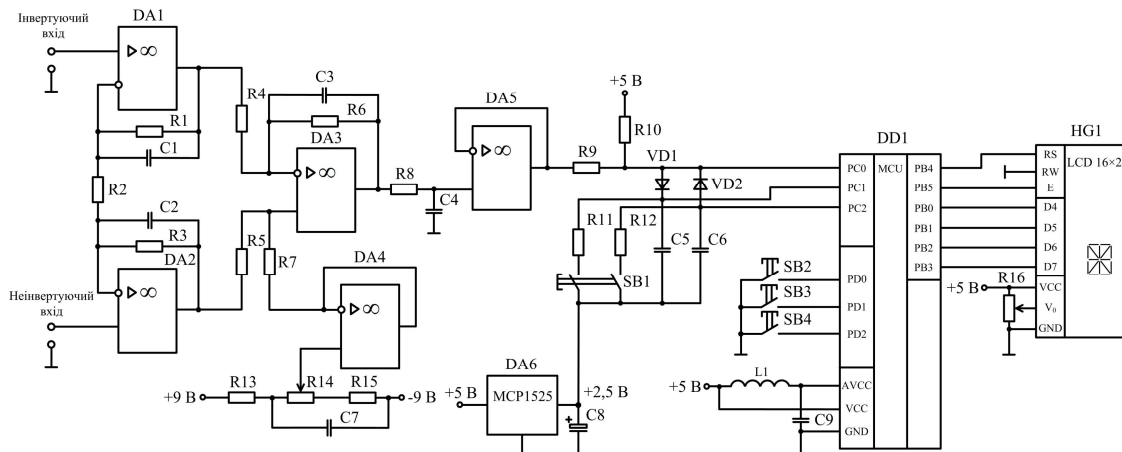 Інвертуючий
вхід
DA1
▷ ∞
R1
C1
R2
C2
R3
DA2
▷ ∞
Неінвертуючий
вхід
R4
R5
C3
R6
DA3
▷ ∞
R7
R8
C4
DA4
▷ ∞
+9 В
R13
R14
R15
-9 В
C7
DA5
▷ ∞
R9
+5 В
R10
VD1
VD2
R11
R12
C5
C6
SB1
DA6
+5 В
MCP1525
+2,5 В
+
C8
SB2
SB3
SB4
+5 В
L1
C9
DD1
MCU
PC0
PC1
PC2
PD0
PD1
PD2
AVCC
VCC
GND
PB4
PB5
PB0
PB1
PB2
PB3
HG1
LCD 16×2
RS
RW
E
D4
D5
D6
D7
VCC
V₀
GND
R16
+5 В